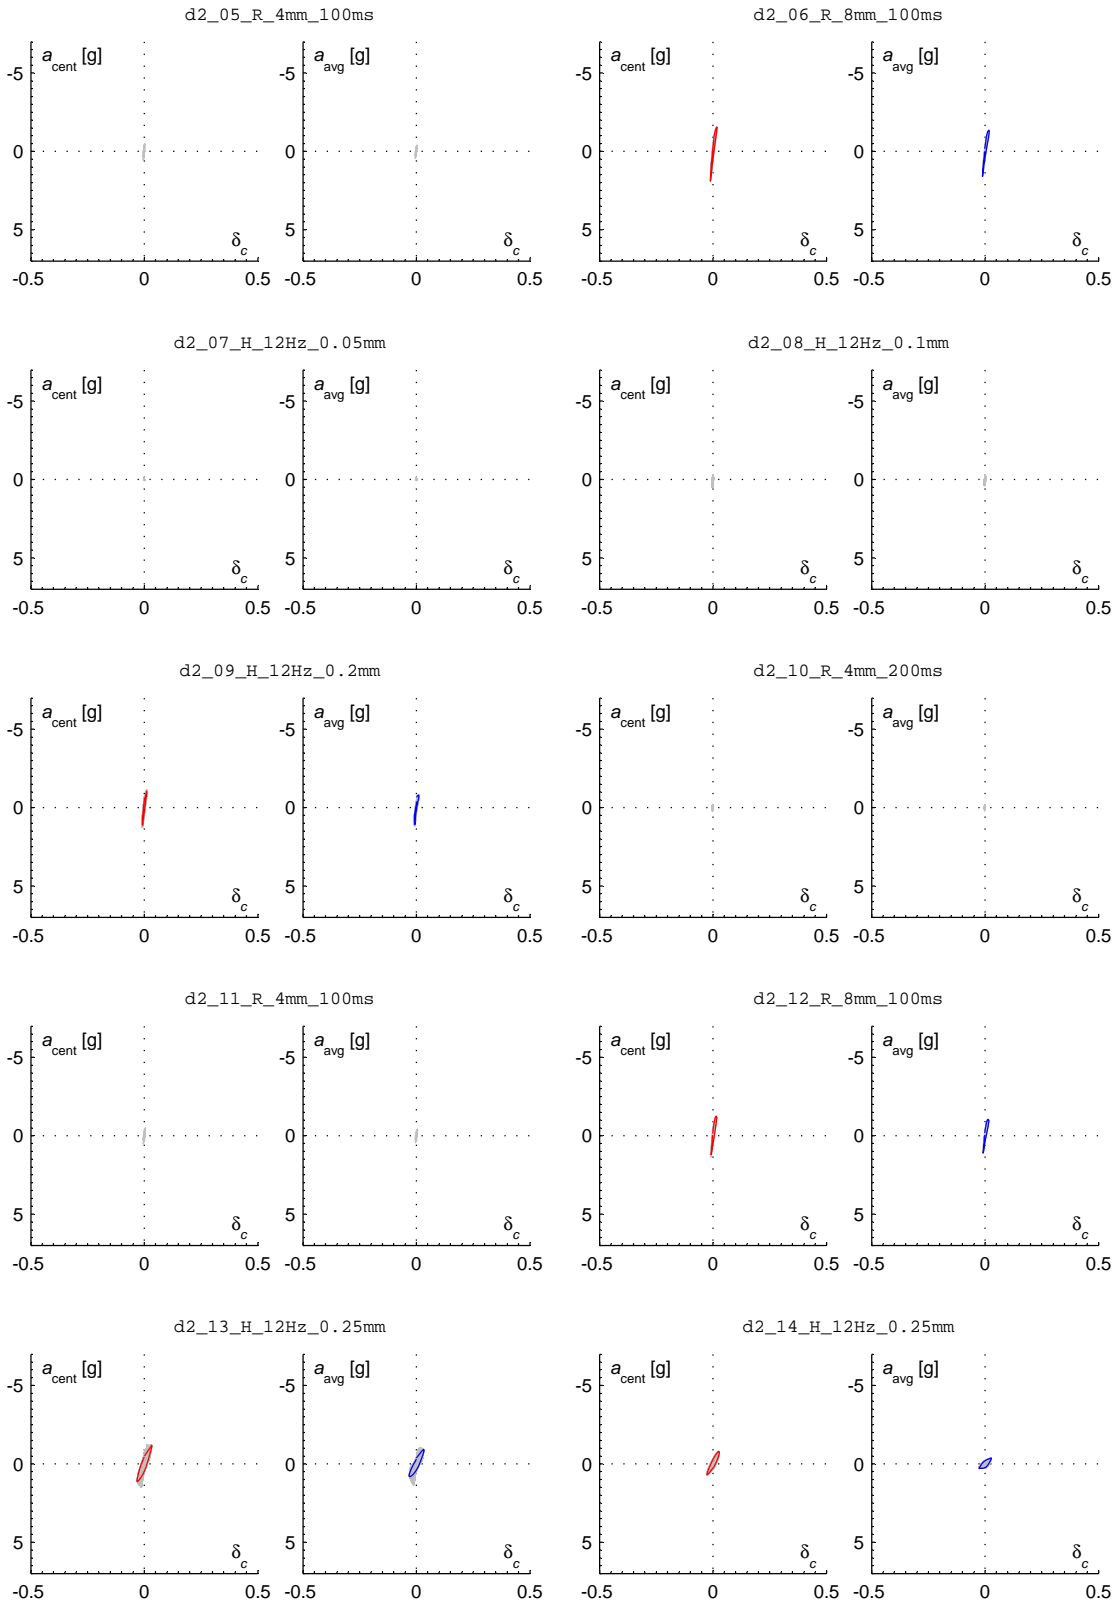 d2_05_R_4mm_100ms
d2_06_R_8mm_100ms
a_cent [g]
a_avg [g]
a_cent [g]
a_avg [g]
-5
-5
-5
-5
0
0
0
0
5
5
5
5
δ_c
δ_c
δ_c
δ_c
-0.5 0 0.5
-0.5 0 0.5
-0.5 0 0.5
-0.5 0 0.5
d2_07_H_12Hz_0.05mm
d2_08_H_12Hz_0.1mm
a_cent [g]
a_avg [g]
a_cent [g]
a_avg [g]
-5
-5
-5
-5
0
0
0
0
5
5
5
5
δ_c
δ_c
δ_c
δ_c
-0.5 0 0.5
-0.5 0 0.5
-0.5 0 0.5
-0.5 0 0.5
d2_09_H_12Hz_0.2mm
d2_10_R_4mm_200ms
a_cent [g]
a_avg [g]
a_cent [g]
a_avg [g]
-5
-5
-5
-5
0
0
0
0
5
5
5
5
δ_c
δ_c
δ_c
δ_c
-0.5 0 0.5
-0.5 0 0.5
-0.5 0 0.5
-0.5 0 0.5
d2_11_R_4mm_100ms
d2_12_R_8mm_100ms
a_cent [g]
a_avg [g]
a_cent [g]
a_avg [g]
-5
-5
-5
-5
0
0
0
0
5
5
5
5
δ_c
δ_c
δ_c
δ_c
-0.5 0 0.5
-0.5 0 0.5
-0.5 0 0.5
-0.5 0 0.5
d2_13_H_12Hz_0.25mm
d2_14_H_12Hz_0.25mm
a_cent [g]
a_avg [g]
a_cent [g]
a_avg [g]
-5
-5
-5
-5
0
0
0
0
5
5
5
5
δ_c
δ_c
δ_c
δ_c
-0.5 0 0.5
-0.5 0 0.5
-0.5 0 0.5
-0.5 0 0.5